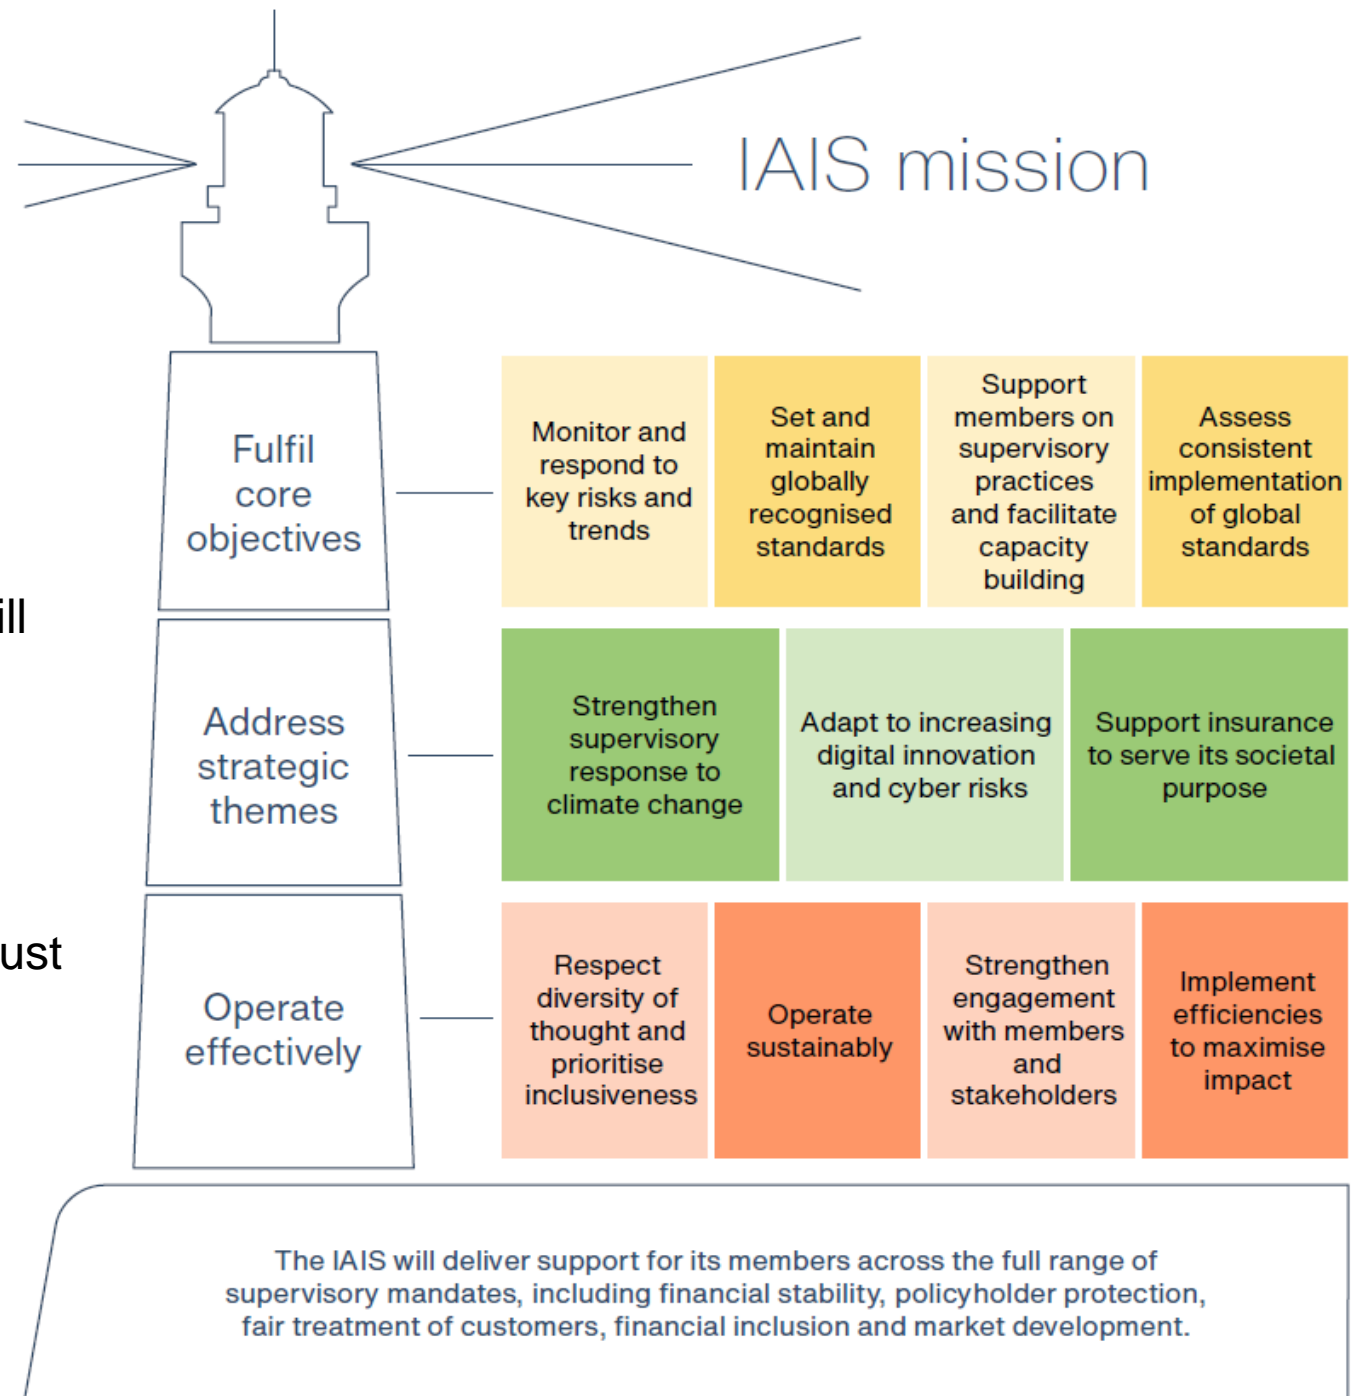 IAIS mission
Fulfil
core
objectives
Monitor and
respond to
key risks and
trends
Set and
maintain
globally
recognised
standards
Support
members on
supervisory
practices
and facilitate
capacity
building
Assess
consistent
implementation
of global
standards
ill
Address
strategic
themes
Strengthen
supervisory
response to
climate change
Adapt to increasing
digital innovation
and cyber risks
Support insurance
to serve its societal
purpose
ust
Operate
effectively
Respect
diversity of
thought and
prioritise
inclusiveness
Operate
sustainably
Strengthen
engagement
with members
and
stakeholders
Implement
efficiencies
to maximise
impact
The IAIS will deliver support for its members across the full range of
supervisory mandates, including financial stability, policyholder protection,
fair treatment of customers, financial inclusion and market development.